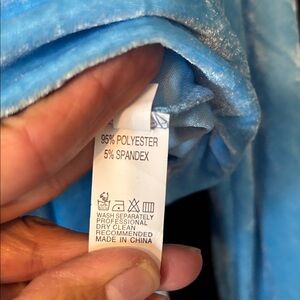 95% POLYESTER
5% SPANDEX
WASH SEPARATELY
PROFESSIONAL
DRY CLEAN
RECOMMENDED
MADE IN CHINA